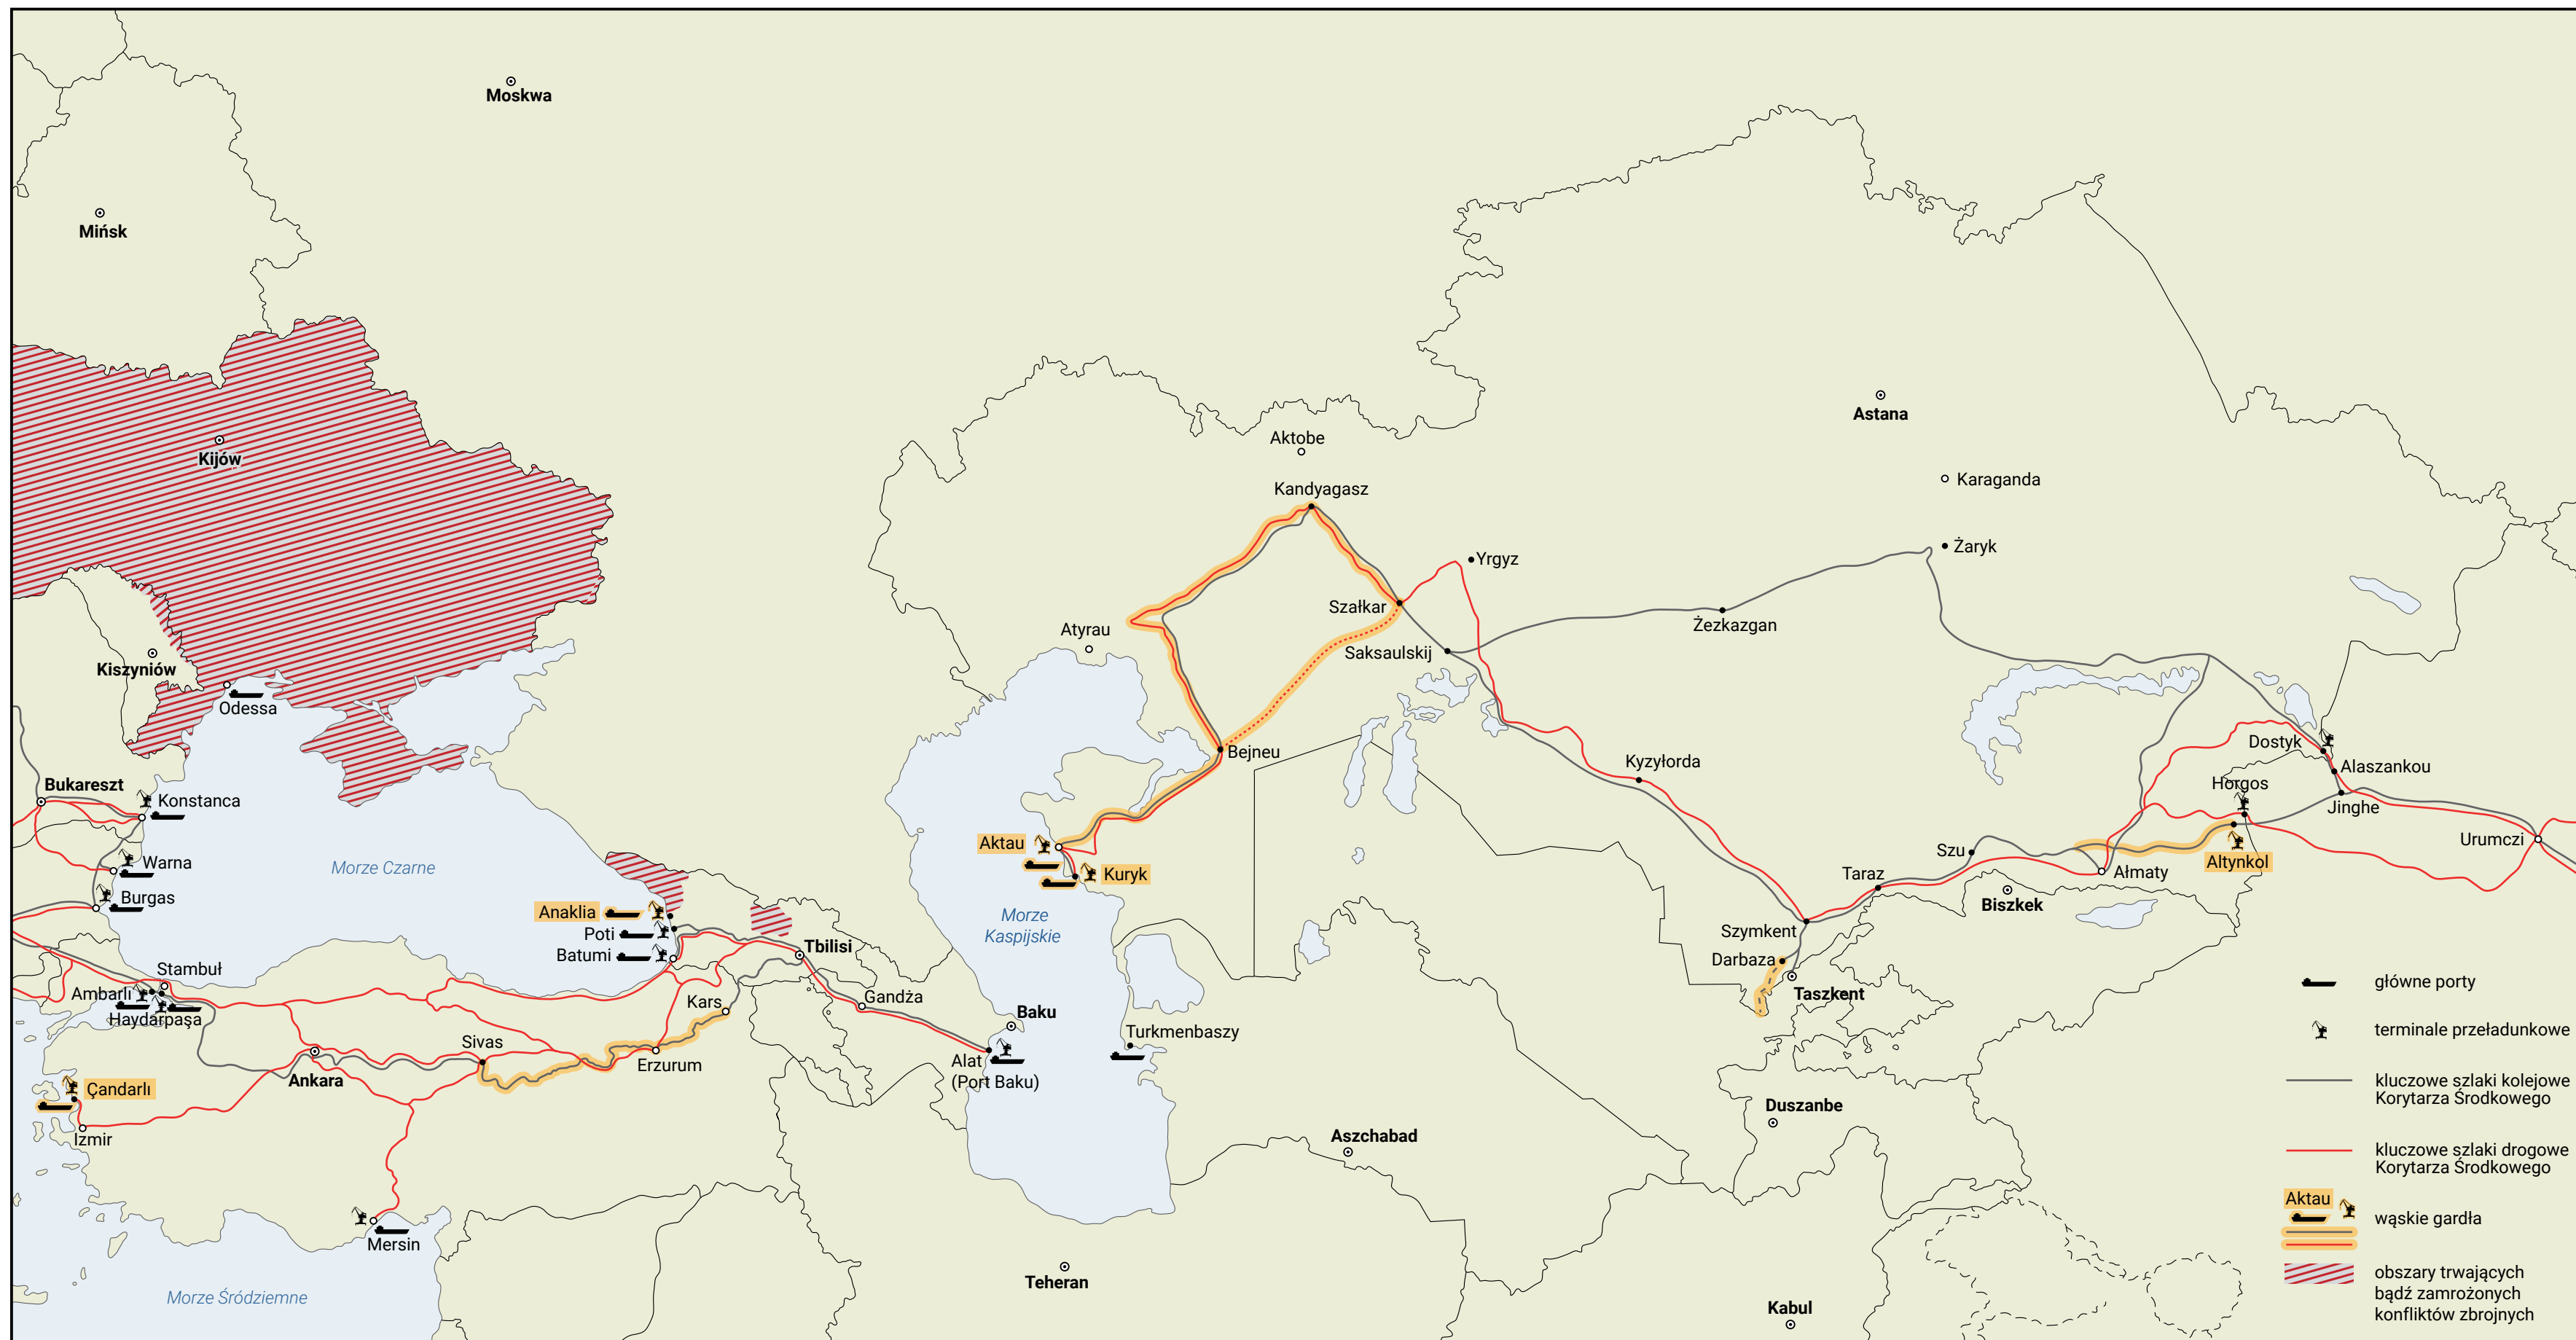 Moskwa
Mińsk
Astana
Aktobe
Kijów
Karaganda
Kandyagasz
Żaryk
Yrgyz
Szałkar
Żezkazgan
Atyrau
Saksaulskij
Kiszyniów
Odessa
Dostyk
Bejneu
Kyzyłorda
Alaszankou
Bukareszt
Horgos
Konstanca
Jinghe
Aktau
Urumczi
Szu
Warna
Morze Czarne
Altynkol
Taraz
Ałmaty
Kuryk
Burgas
Biszkek
Anaklia
Morze
Kaspijskie
Poti
Szymkent
Tbilisi
Batumi
Darbaza
Stambuł
główne porty
Ambarlı
Taszkent
Gandża
Kars
Baku
Haydarpaşa
terminale przeładunkowe
Turkmenbaszy
Sivas
Alat
(Port Baku)
Erzurum
Ankara
kluczowe szlaki kolejowe
Korytarza Środkowego
Çandarlı
Duszanbe
Izmir
Aszchabad
kluczowe szlaki drogowe
Korytarza Środkowego
Aktau
wąskie gardła
Mersin
Teheran
obszary trwających
bądź zamrożonych
konfliktów zbrojnych
Morze Śródziemne
Kabul